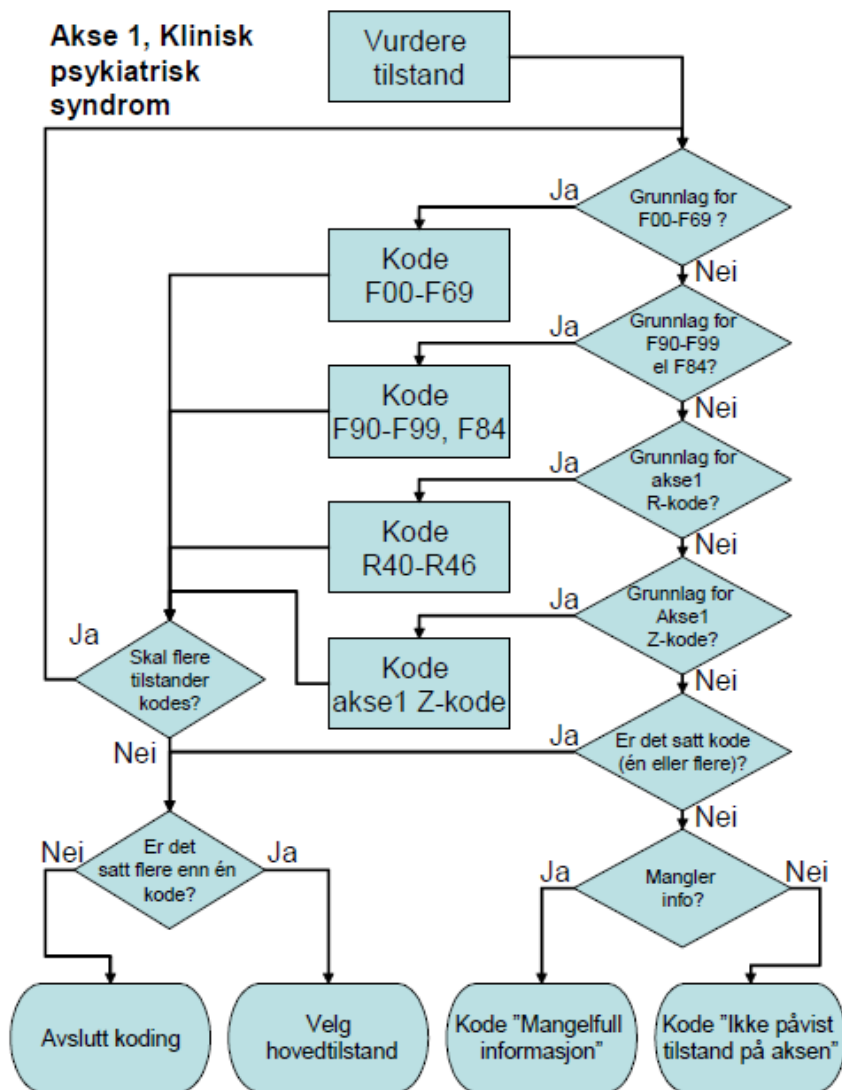 Akse 1, Klinisk
psykiatrisk
syndrom
Vurdere
tilstand
Ja
Grunnlag for
F00-F69 ?
Nei
Kode
F00-F69
Ja
Grunnlag for
F90-F99
el F84?
Nei
Kode
F90-F99, F84
Ja
Grunnlag for
akse1
R-kode?
Nei
Kode
R40-R46
Ja
Grunnlag for
Akse1
Z-kode?
Nei
Kode
akse1 Z-kode
Ja
Skal flere
tilstander
kodes?
Nei
Ja
Er det satt kode
(én eller flere)?
Nei
Nei
Er det
satt flere enn én
kode?
Ja
Ja
Mangler
info?
Nei
Avslutt koding
Velg
hovedtilstand
Kode "Mangelfull
informasjon"
Kode "Ikke påvist
tilstand på aksen"